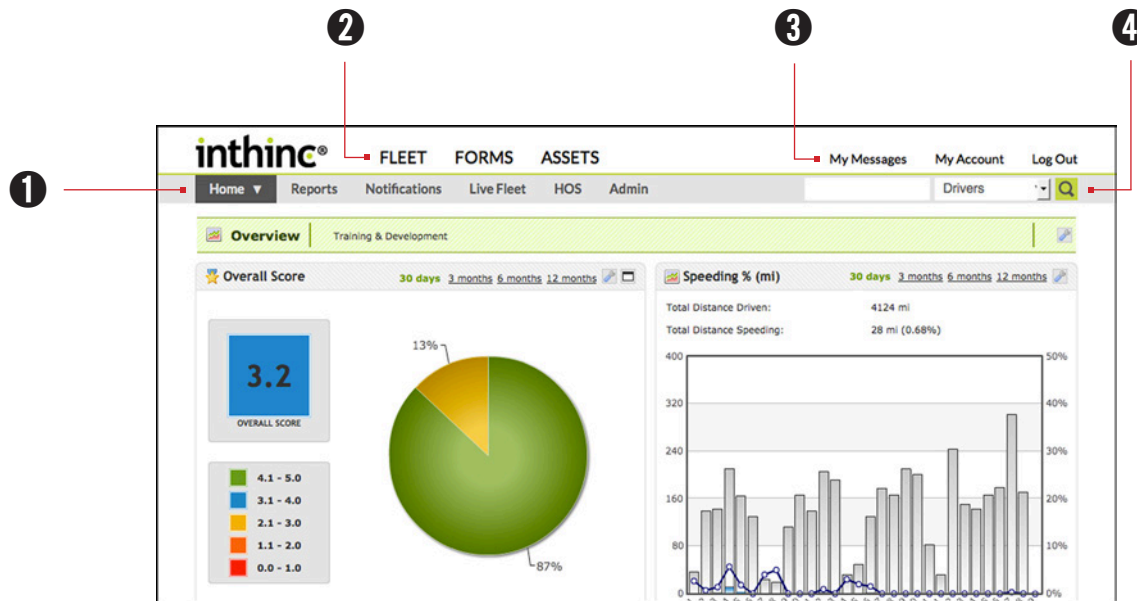 2 3 4
inthinc® FLEET FORMS ASSETS My Messages My Account Log Out
1 Home ▼ Reports Notifications Live Fleet HOS Admin Drivers
Overview Training & Development
Overall Score 30 days 3 months 6 months 12 months
Speeding % (mi) 30 days 3 months 6 months 12 months
Total Distance Driven: 4124 mi
Total Distance Speeding: 28 mi (0.68%)
3.2
OVERALL SCORE
4.1 - 5.0
3.1 - 4.0
2.1 - 3.0
1.1 - 2.0
0.0 - 1.0
13%
87%
400 50%
320 40%
240 30%
160 20%
80 10%
0 0%